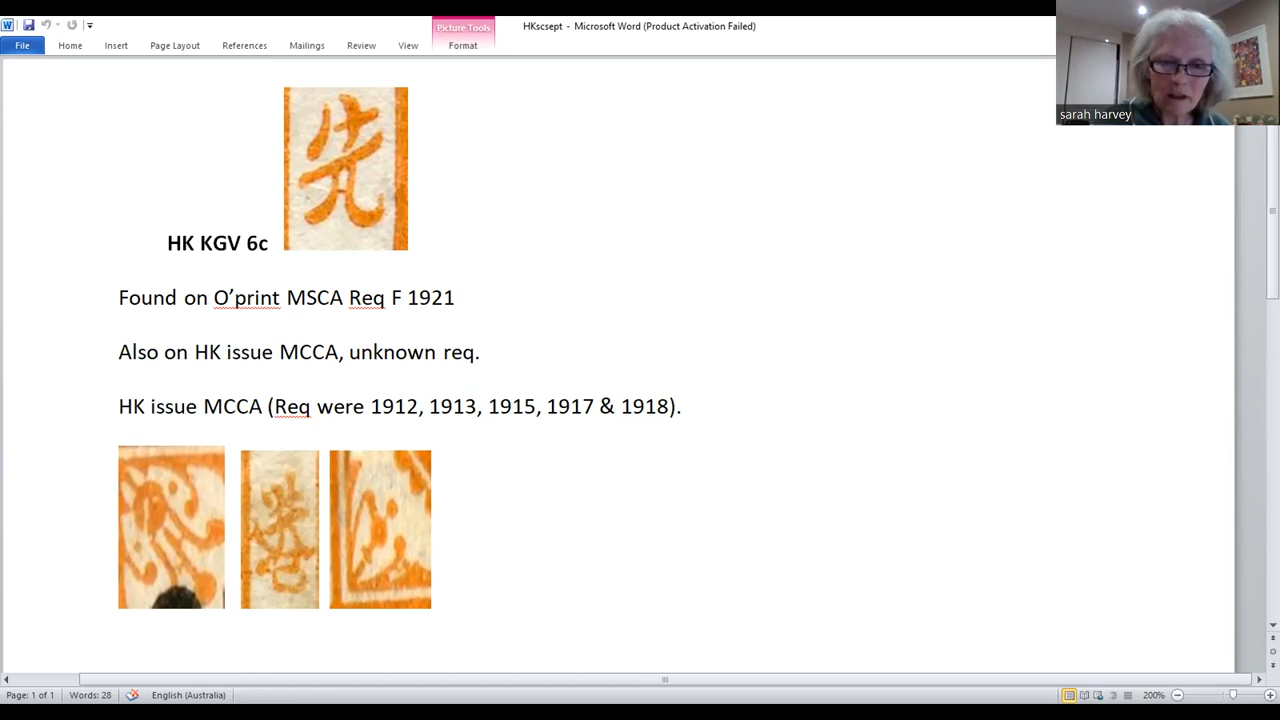 HKscsept - Microsoft Word (Product Activation Failed)
Picture Tools
File Home Insert Page Layout References Mailings Review View Format
sarah harvey
先
HK KGV 6c
Found on O’print MSCA Req F 1921
Also on HK issue MCCA, unknown req.
HK issue MCCA (Req were 1912, 1913, 1915, 1917 & 1918).
港
Page: 1 of 1 Words: 28 English (Australia) 200%